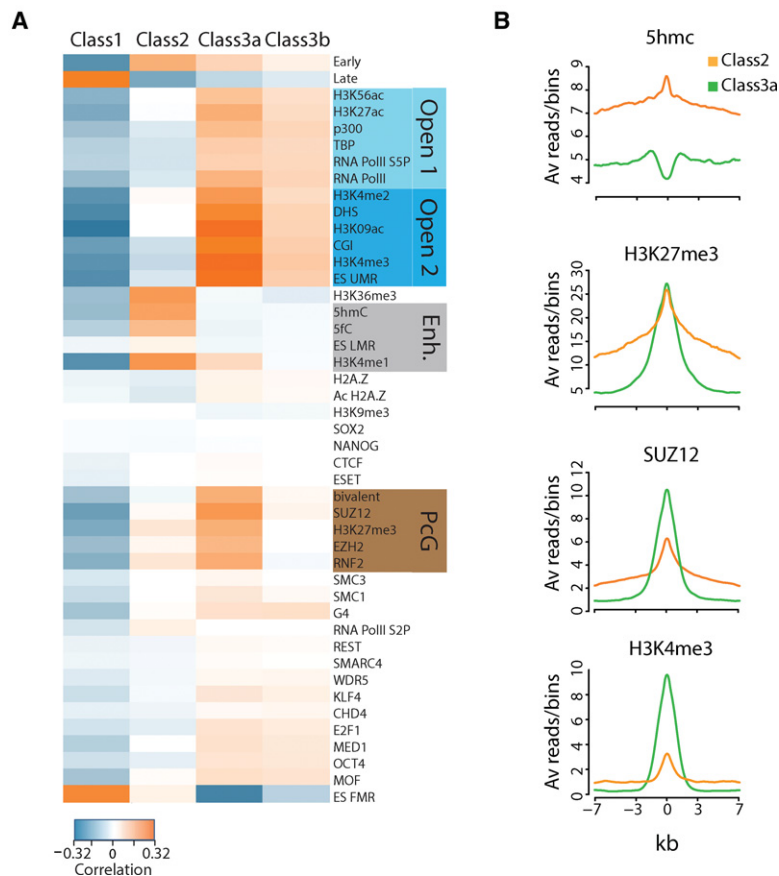 A
Class1 Class2 Class3a Class3b
Early
Late
H3K56ac
H3K27ac
p300
TBP
RNA PolII S5P
RNA PolII
Open 1
H3K4me2
DHS
H3K09ac
CGI
H3K4me3
ES UMR
Open 2
H3K36me3
5hmC
5fC
ES LMR
H3K4me1
Enh.
H2A.Z
Ac H2A.Z
H3K9me3
SOX2
NANOG
CTCF
ESET
bivalent
SUZ12
H3K27me3
EZH2
RNF2
PcG
SMC3
SMC1
G4
RNA PolII S2P
REST
SMARC4
WDR5
KLF4
CHD4
E2F1
MED1
OCT4
MOF
ES FMR
−0.32 0 0.32
Correlation
B
5hmc
Class2
Class3a
Av reads/bins
4 5 6 7 8 9
H3K27me3
Av reads/bins
5 10 15 20 25 30
SUZ12
Av reads/bins
0 2 4 6 8 10 12
H3K4me3
Av reads/bins
0 2 4 6 8 10
−7 −3 0 3 7
kb